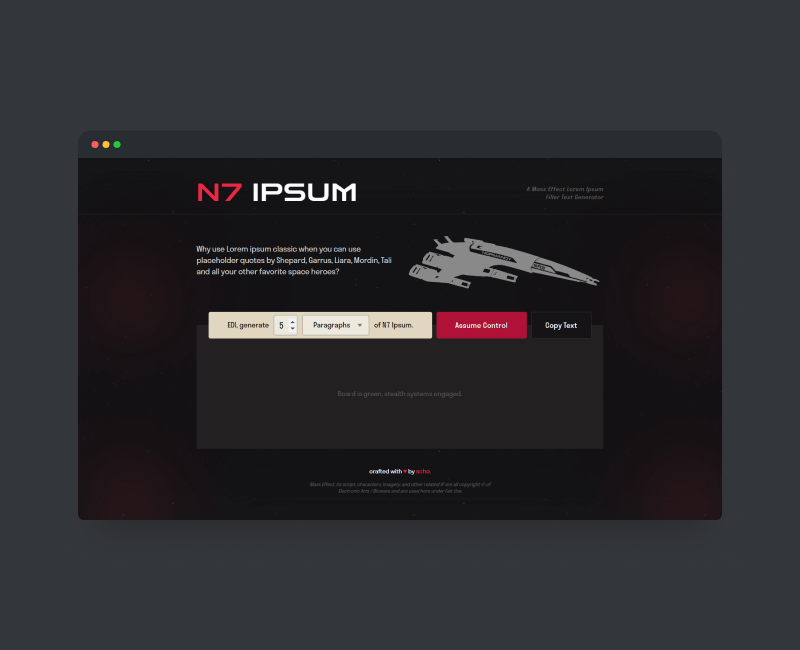 N7 IPSUM
A Mass Effect Lorem Ipsum
Filler Text Generator
Why use Lorem ipsum classic when you can use
placeholder quotes by Shepard, Garrus, Liara, Mordin, Tali
and all your other favorite space heroes?
NORMANDY
SR2
EDI, generate 5 Paragraphs of N7 Ipsum.
Assume Control
Copy Text
Board is green, stealth systems engaged.
crafted with ♥ by echo.
Mass Effect, its script, characters, imagery, and other related IP are all copyright © of
Electronic Arts / Bioware and are used here under Fair Use.